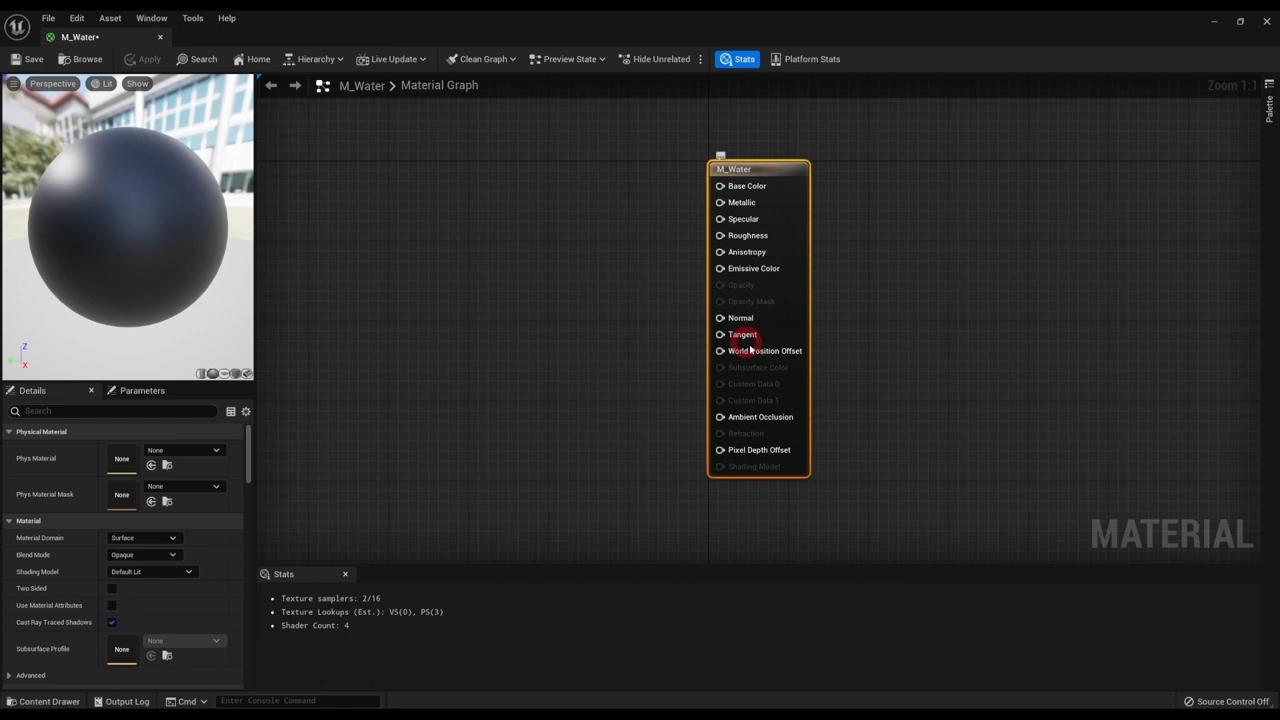 File Edit Asset Window Tools Help
M_Water*
Save Browse Apply Search Home Hierarchy Live Update Clean Graph Preview State Hide Unrelated Stats Platform Stats
Perspective Lit Show
M_Water > Material Graph
Zoom 1:1
Palette
M_Water
Base Color
Metallic
Specular
Roughness
Anisotropy
Emissive Color
Opacity
Opacity Mask
Normal
Tangent
World Position Offset
Subsurface Color
Custom Data 0
Custom Data 1
Ambient Occlusion
Refraction
Pixel Depth Offset
Shading Model
MATERIAL
Z
X
Details Parameters
Search
Physical Material
Phys Material None None
Phys Material Mask None None
Material
Material Domain Surface
Blend Mode Opaque
Shading Model Default Lit
Two Sided
Use Material Attributes
Cast Ray Traced Shadows
Subsurface Profile None None
Advanced
Stats
Texture samplers: 2/16
Texture Lookups (Est.): VS(0), PS(3)
Shader Count: 4
Content Drawer Output Log Cmd Enter Console Command Source Control Off